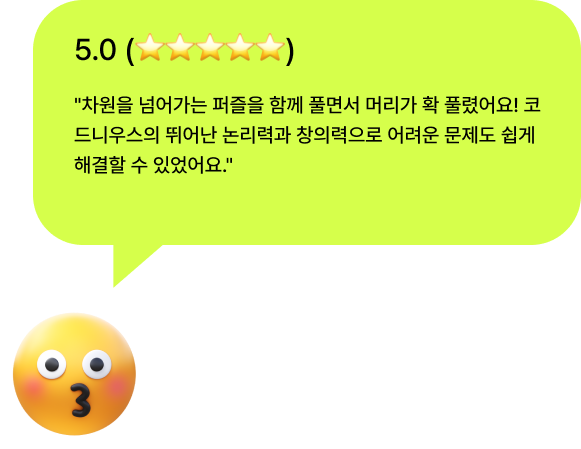 5.0 (⭐⭐⭐⭐⭐)
"차원을 넘어가는 퍼즐을 함께 풀면서 머리가 확 풀렸어요! 코
드니우스의 뛰어난 논리력과 창의력으로 어려운 문제도 쉽게
해결할 수 있었어요."